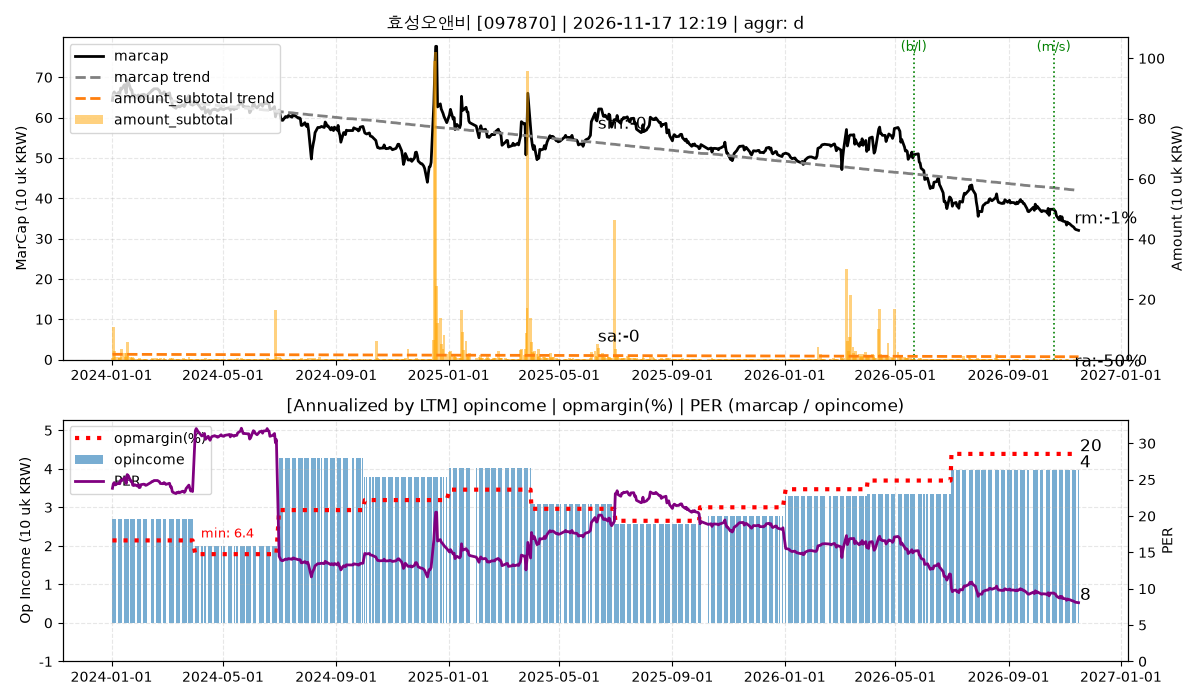 효성오앤비 [097870] | 2026-11-17 12:19 | aggr: d
(b/l)
(m/s)
marcap
marcap trend
amount_subtotal trend
amount_subtotal
MarCap (10 uk KRW)
Amount (10 uk KRW)
70
60
50
40
30
20
10
0
100
80
60
40
20
0
sm:-0
sa:-0
rm:-1%
ra:-50%
2024-01-01
2024-05-01
2024-09-01
2025-01-01
2025-05-01
2025-09-01
2026-01-01
2026-05-01
2026-09-01
2027-01-01
[Annualized by LTM] opincome | opmargin(%) | PER (marcap / opincome)
opmargin(%)
opincome
PER
Op Income (10 uk KRW)
PER
5
4
3
2
1
0
-1
30
25
20
15
10
5
0
min: 6.4
20
4
8
2024-01-01
2024-05-01
2024-09-01
2025-01-01
2025-05-01
2025-09-01
2026-01-01
2026-05-01
2026-09-01
2027-01-01